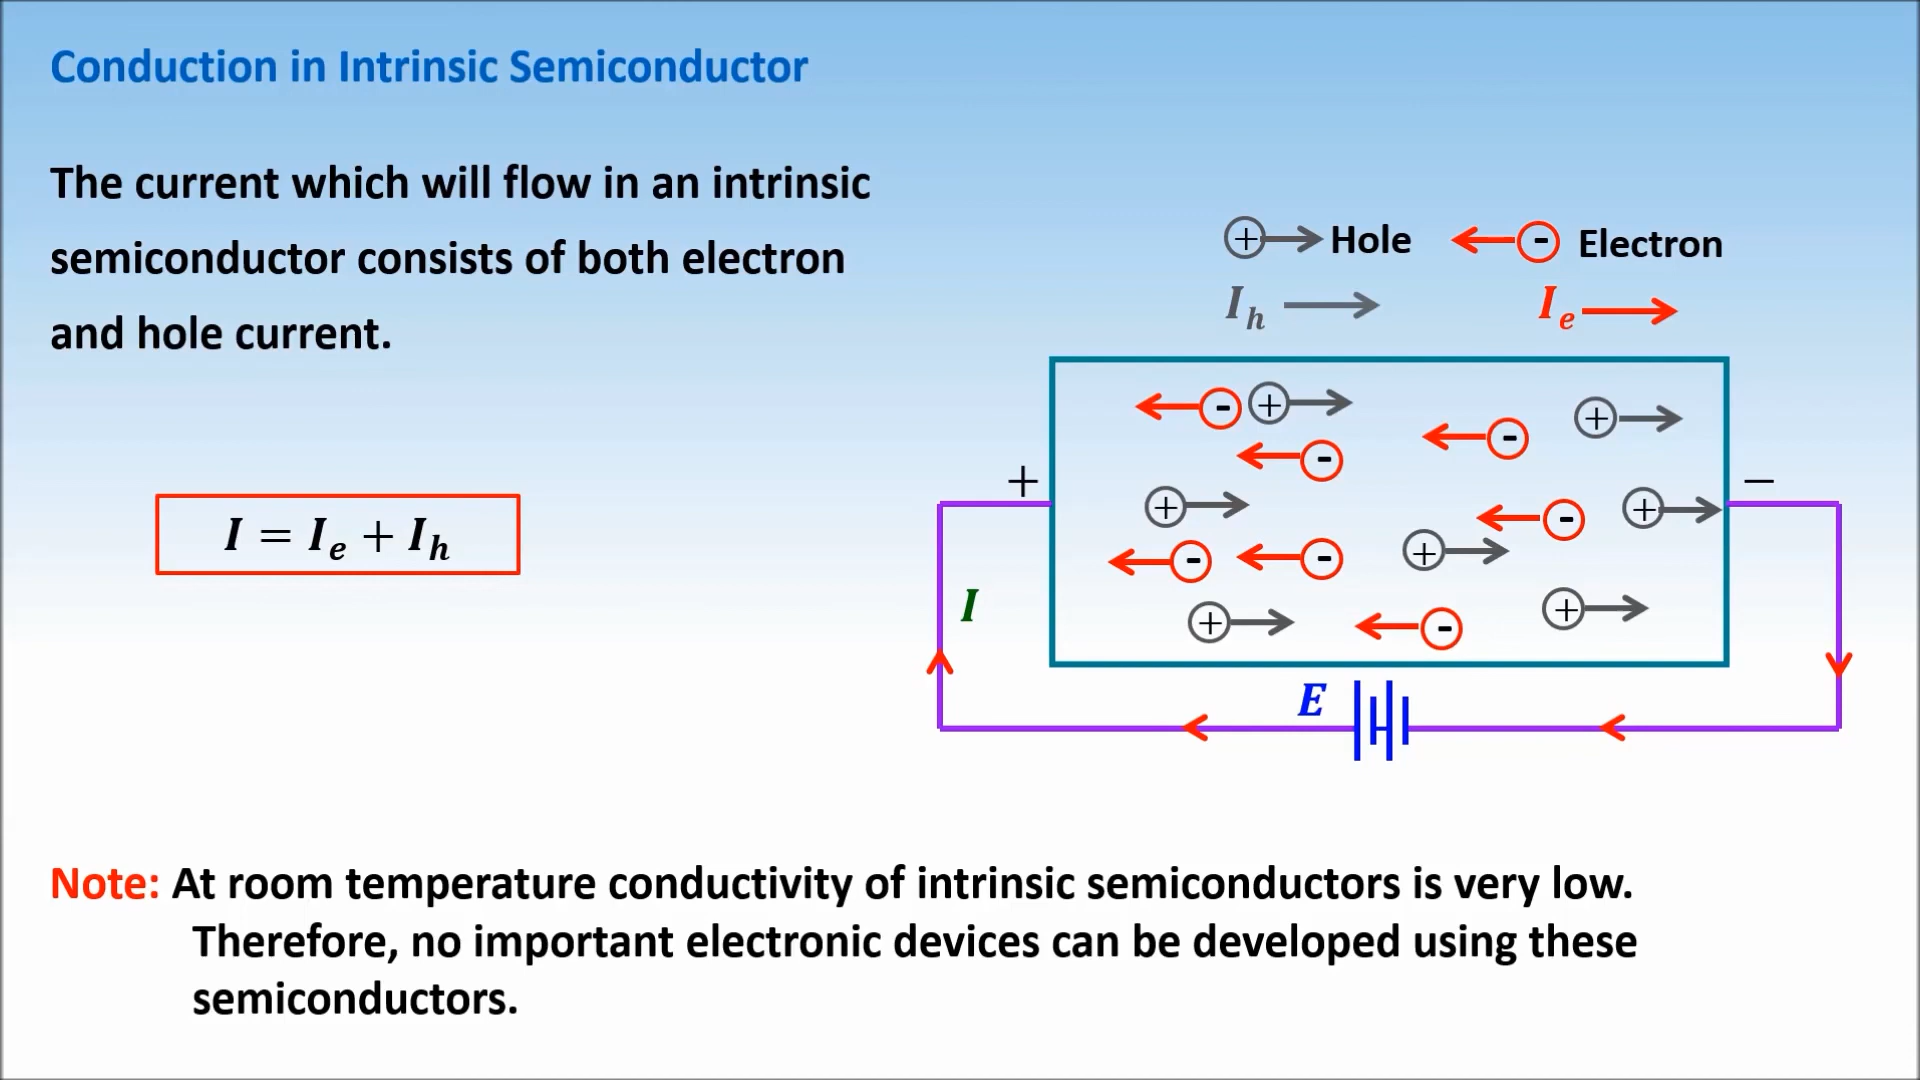 Conduction in Intrinsic Semiconductor
The current which will flow in an intrinsic
semiconductor consists of both electron
and hole current.
I = Iₑ + Iₕ
+ Hole - Electron
Iₕ Iₑ
- + - +
- +
+ -
+ - + −
- - +
+ - +
I
E
Note: At room temperature conductivity of intrinsic semiconductors is very low.
Therefore, no important electronic devices can be developed using these
semiconductors.